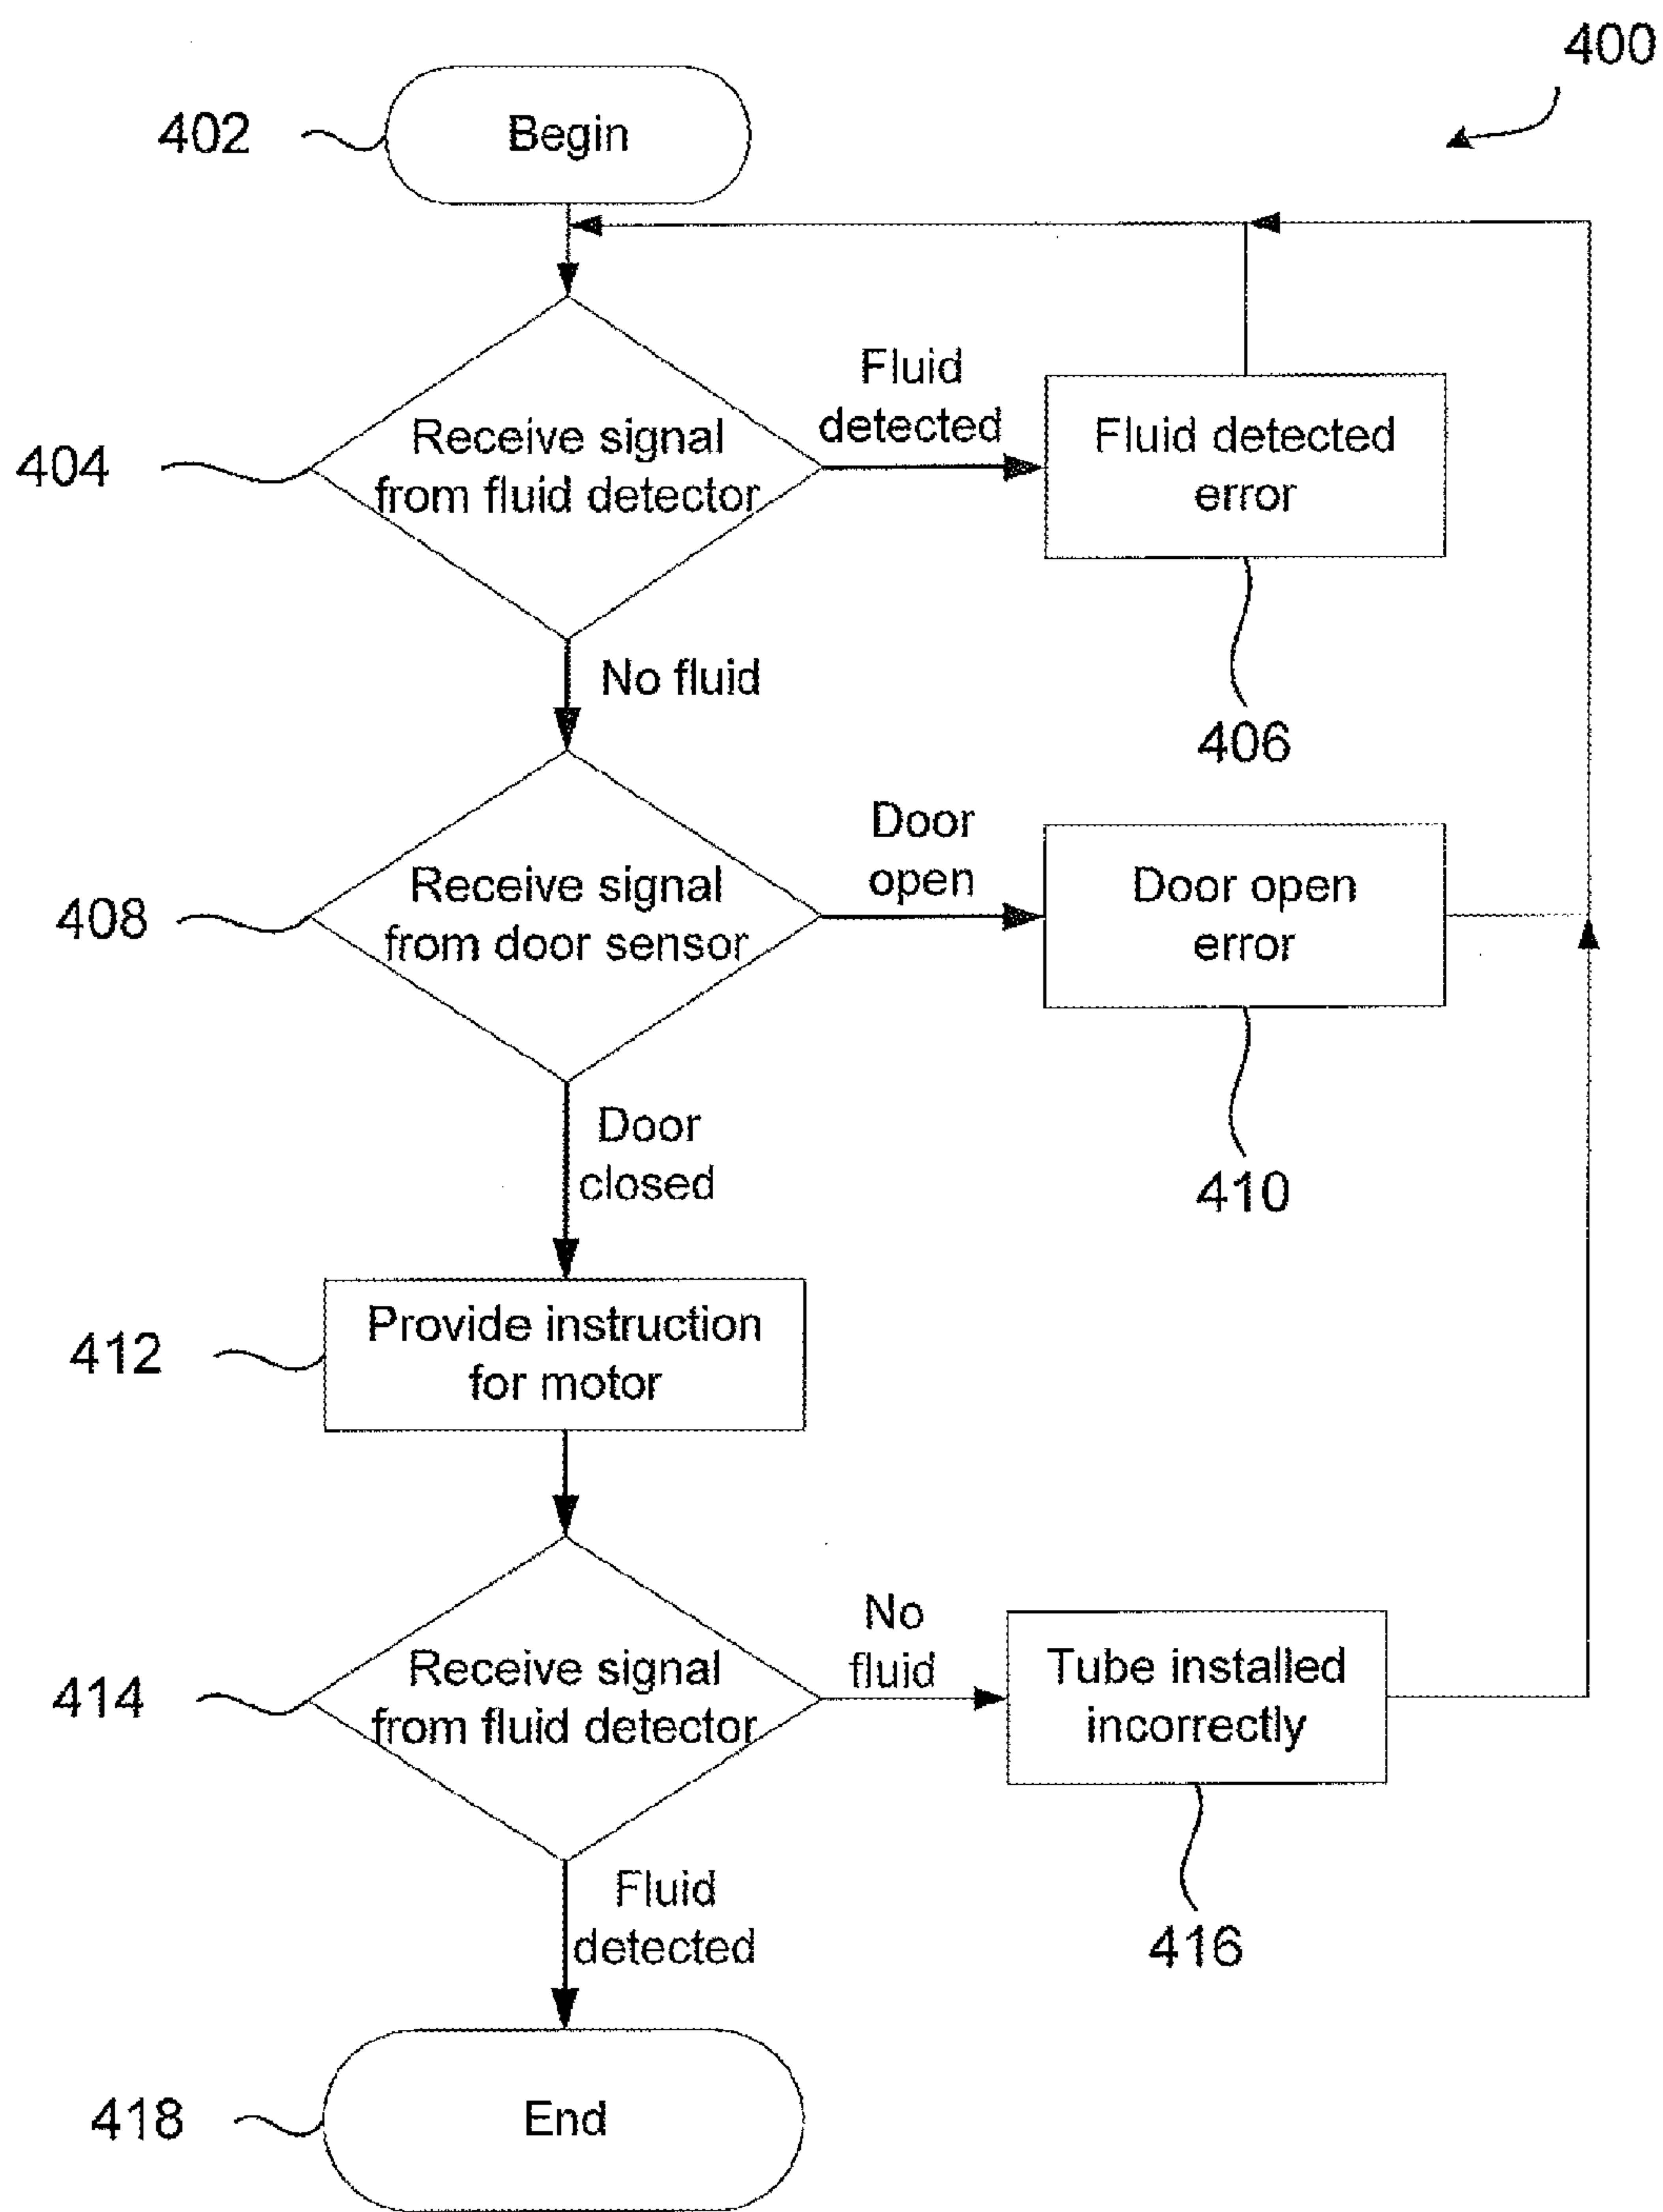 400
402
Begin
404
Receive signal
from fluid detector
Fluid
detected
Fluid detected
error
406
No fluid
408
Receive signal
from door sensor
Door
open
Door open
error
410
Door
closed
412
Provide instruction
for motor
414
Receive signal
from fluid detector
No
fluid
Tube installed
incorrectly
416
Fluid
detected
418
End